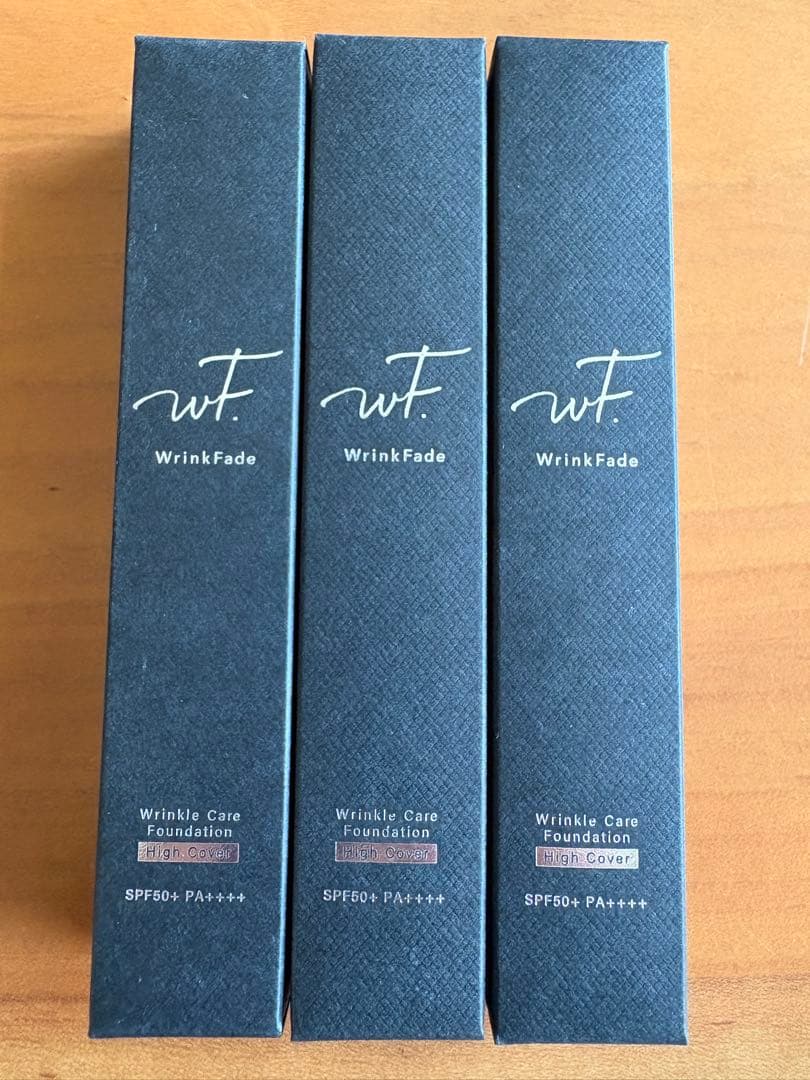 wF.
WrinkFade
Wrinkle Care
Foundation
High Cover
SPF50+ PA++++
wF.
WrinkFade
Wrinkle Care
Foundation
High Cover
SPF50+ PA++++
wF.
WrinkFade
Wrinkle Care
Foundation
High Cover
SPF50+ PA++++